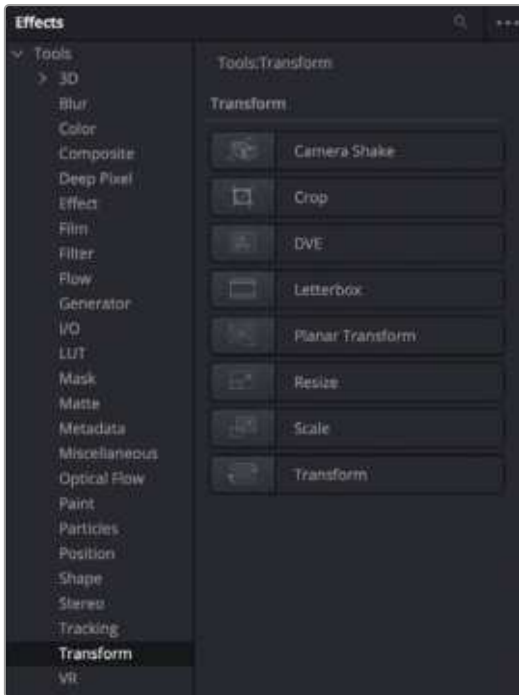 Effects
Tools
3D
Blur
Color
Composite
Deep Pixel
Effect
Film
Filter
Flow
Generator
I/O
LUT
Mask
Matte
Metadata
Miscellaneous
Optical Flow
Paint
Particles
Position
Shape
Stereo
Tracking
Transform
VR
Tools:Transform
Transform
Camera Shake
Crop
DVE
Letterbox
Planar Transform
Resize
Scale
Transform